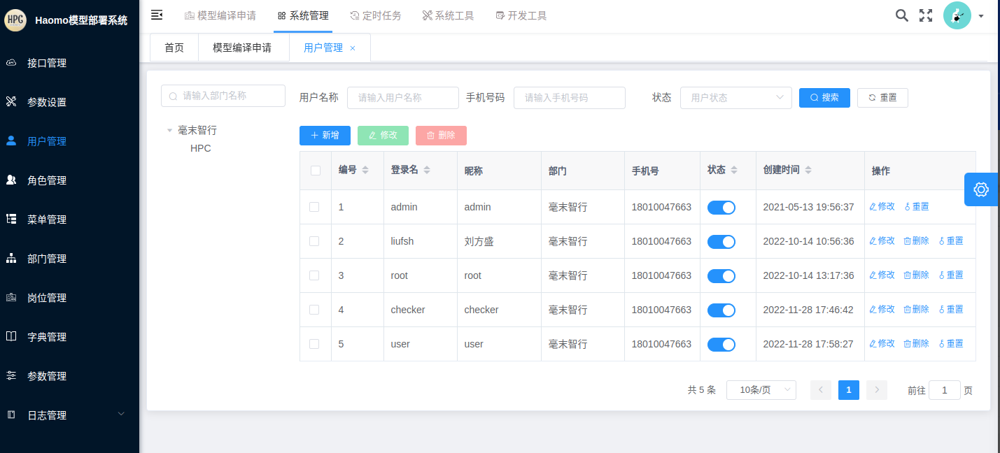 HPC
Haomo模型部署系统
接口管理
参数设置
用户管理
角色管理
菜单管理
部门管理
岗位管理
字典管理
参数管理
日志管理
模型编译申请 系统管理 定时任务 系统工具 开发工具
首页 模型编译申请 用户管理 ×
请输入部门名称
毫末智行
HPC
用户名称 请输入用户名称 手机号码 请输入手机号码 状态 用户状态 搜索 重置
新增 修改 删除
编号 登录名 昵称 部门 手机号 状态 创建时间 操作
1 admin admin 毫末智行 18010047663 2021-05-13 19:56:37 修改 重置
2 liufsh 刘方盛 毫末智行 18010047663 2022-10-14 10:56:36 修改 删除 重置
3 root root 毫末智行 18010047663 2022-10-14 13:17:36 修改 删除 重置
4 checker checker 毫末智行 18010047663 2022-11-28 17:46:42 修改 删除 重置
5 user user 毫末智行 18010047663 2022-11-28 17:58:27 修改 删除 重置
共 5 条 10条/页 1 前往 1 页